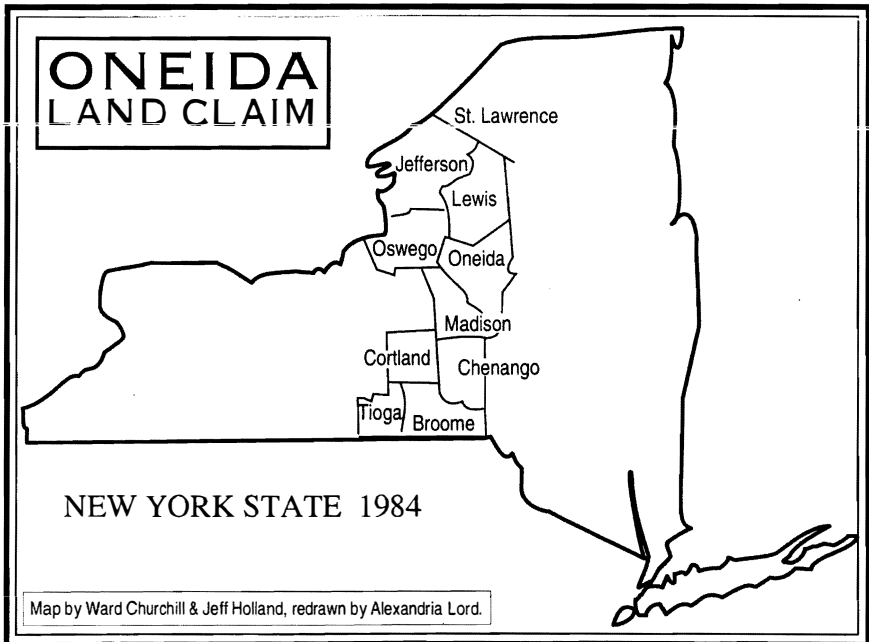 ONEIDA
LAND CLAIM
St. Lawrence
Jefferson
Lewis
Oswego
Oneida
Madison
Cortland
Chenango
Tioga
Broome
NEW YORK STATE 1984
Map by Ward Churchill & Jeff Holland, redrawn by Alexandria Lord.